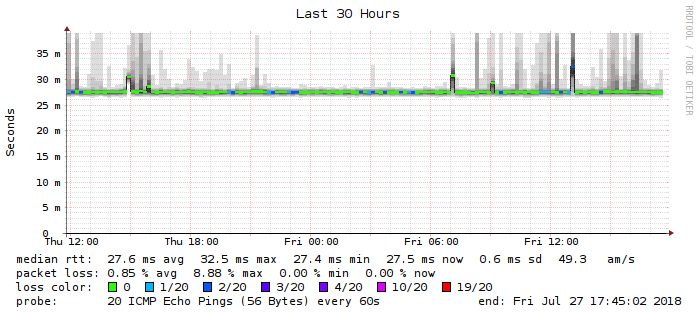 Last 30 Hours
RRDTOOL / TOBI OETIKER
Seconds
35 m
30 m
25 m
20 m
15 m
10 m
5 m
0
Thu 12:00 Thu 18:00 Fri 00:00 Fri 06:00 Fri 12:00
median rtt: 27.6 ms avg 32.5 ms max 27.4 ms min 27.5 ms now 0.6 ms sd 49.3 am/s
packet loss: 0.85 % avg 8.88 % max 0.00 % min 0.00 % now
loss color: 0 1/20 2/20 3/20 4/20 10/20 19/20
probe: 20 ICMP Echo Pings (56 Bytes) every 60s end: Fri Jul 27 17:45:02 2018